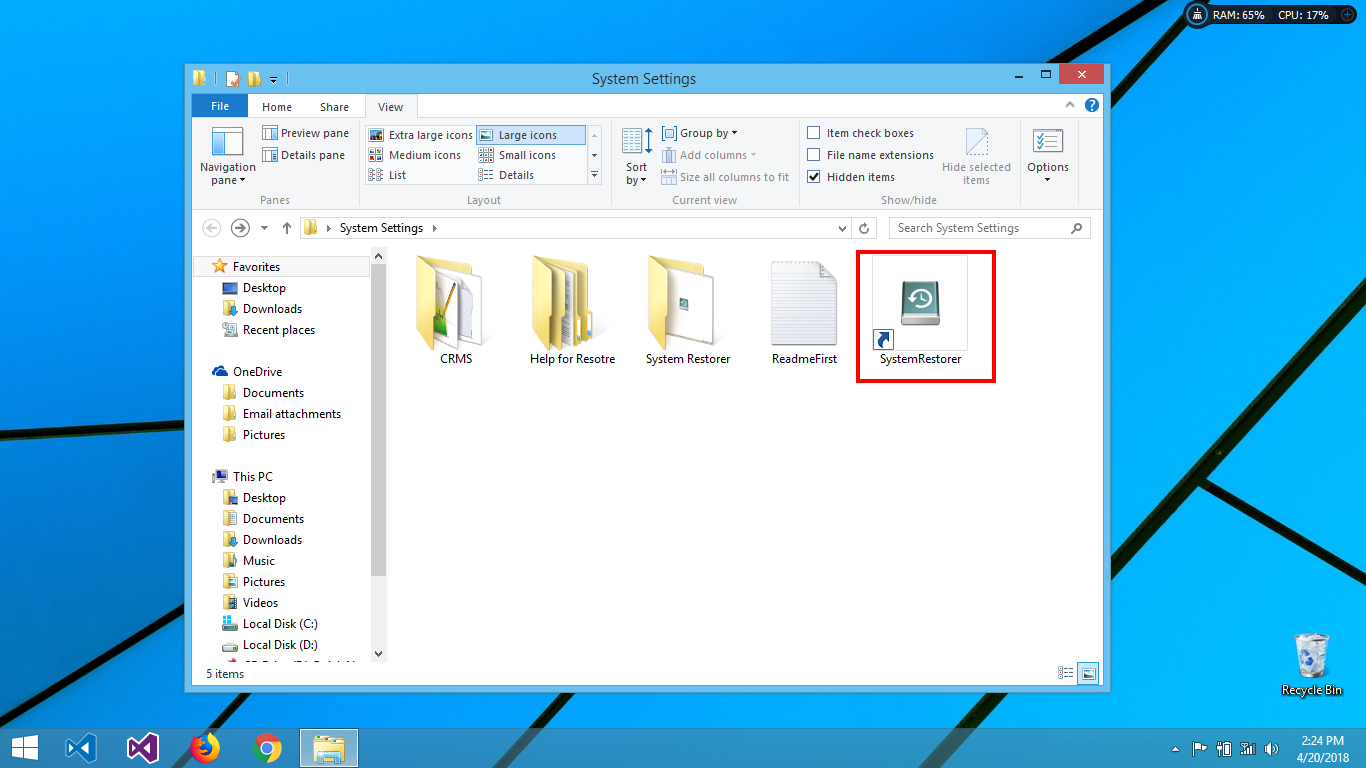 RAM: 65% CPU: 17%
System Settings
File Home Share View
Navigation pane
Preview pane
Details pane
Panes
Extra large icons Large icons
Medium icons Small icons
List Details
Layout
Sort by
Group by
Add columns
Size all columns to fit
Current view
Item check boxes
File name extensions
Hidden items
Hide selected items
Show/hide
Options
System Settings
Search System Settings
Favorites
Desktop
Downloads
Recent places
OneDrive
Documents
Email attachments
Pictures
This PC
Desktop
Documents
Downloads
Music
Pictures
Videos
Local Disk (C:)
Local Disk (D:)
CRMS
Help for Resotre
System Restorer
ReadmeFirst
SystemRestorer
5 items
Recycle Bin
2:24 PM
4/20/2018